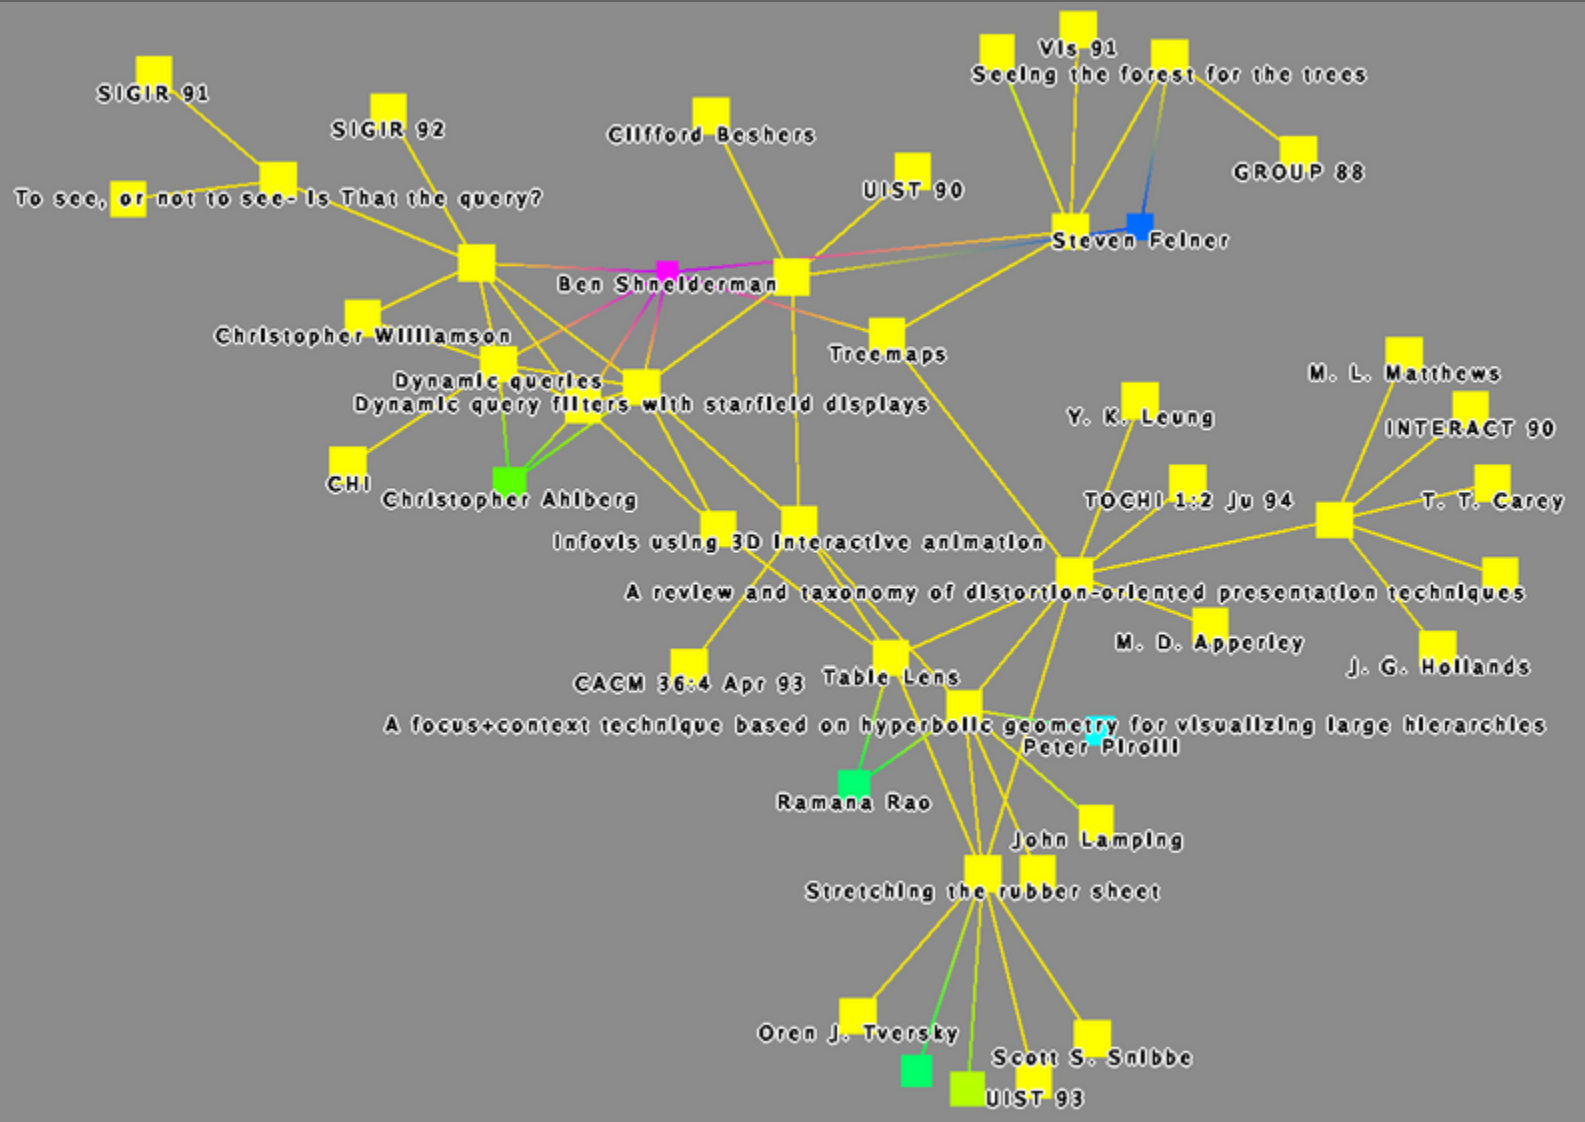 Vis 91
Seeing the forest for the trees
SIGIR 91
SIGIR 92
Clifford Beshers
GROUP 88
UIST 90
To see, or not to see- Is That the query?
Steven Feiner
Ben Shneiderman
Christopher Williamson
Treemaps
M. L. Matthews
Dynamic queries
Dynamic query filters with starfield displays
Y. K. Leung
INTERACT 90
CHI
Christopher Ahlberg
TOCHI 1:2 Ju 94
T. T. Carey
Infovis using 3D interactive animation
A review and taxonomy of distortion-oriented presentation techniques
M. D. Apperley
J. G. Hollands
CACM 36:4 Apr 93
Table Lens
A focus+context technique based on hyperbolic geometry for visualizing large hierarchies
Peter Pirolli
Ramana Rao
John Lamping
Stretching the rubber sheet
Oren J. Tversky
Scott S. Snibbe
UIST 93